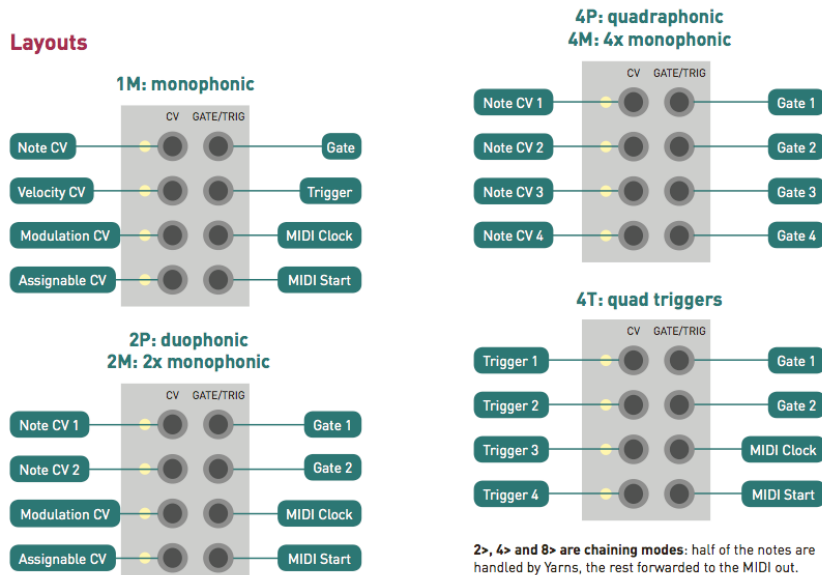 Layouts
1M: monophonic
CV GATE/TRIG
Note CV Gate
Velocity CV Trigger
Modulation CV MIDI Clock
Assignable CV MIDI Start
2P: duophonic
2M: 2x monophonic
CV GATE/TRIG
Note CV 1 Gate 1
Note CV 2 Gate 2
Modulation CV MIDI Clock
Assignable CV MIDI Start
4P: quadraphonic
4M: 4x monophonic
CV GATE/TRIG
Note CV 1 Gate 1
Note CV 2 Gate 2
Note CV 3 Gate 3
Note CV 4 Gate 4
4T: quad triggers
CV GATE/TRIG
Trigger 1 Gate 1
Trigger 2 Gate 2
Trigger 3 MIDI Clock
Trigger 4 MIDI Start
2>, 4> and 8> are chaining modes: half of the notes are
handled by Yarns, the rest forwarded to the MIDI out.